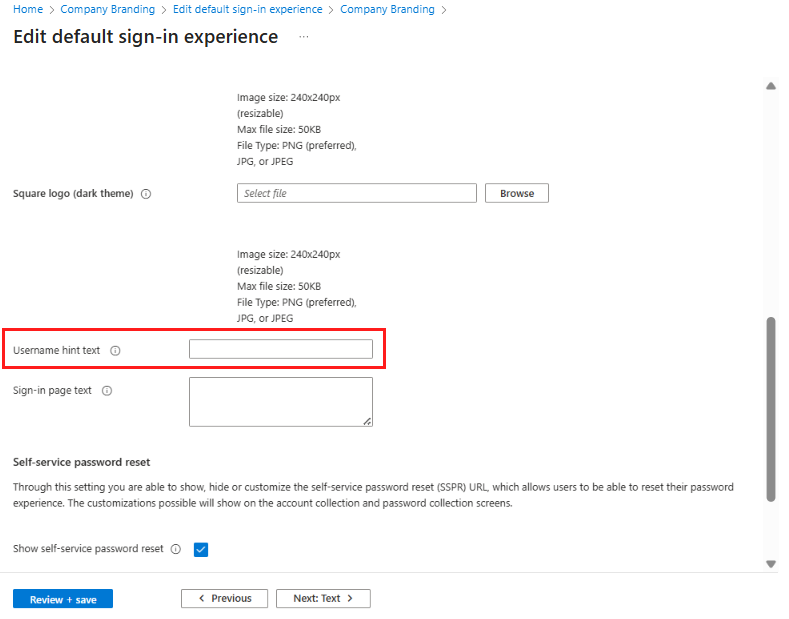 Home > Company Branding > Edit default sign-in experience > Company Branding >
Edit default sign-in experience ...
Image size: 240x240px
(resizable)
Max file size: 50KB
File Type: PNG (preferred),
JPG, or JPEG
Square logo (dark theme)
Select file
Browse
Image size: 240x240px
(resizable)
Max file size: 50KB
File Type: PNG (preferred),
JPG, or JPEG
Username hint text
Sign-in page text
Self-service password reset
Through this setting you are able to show, hide or customize the self-service password reset (SSPR) URL, which allows users to be able to reset their password
experience. The customizations possible will show on the account collection and password collection screens.
Show self-service password reset
Review + save
< Previous
Next: Text >